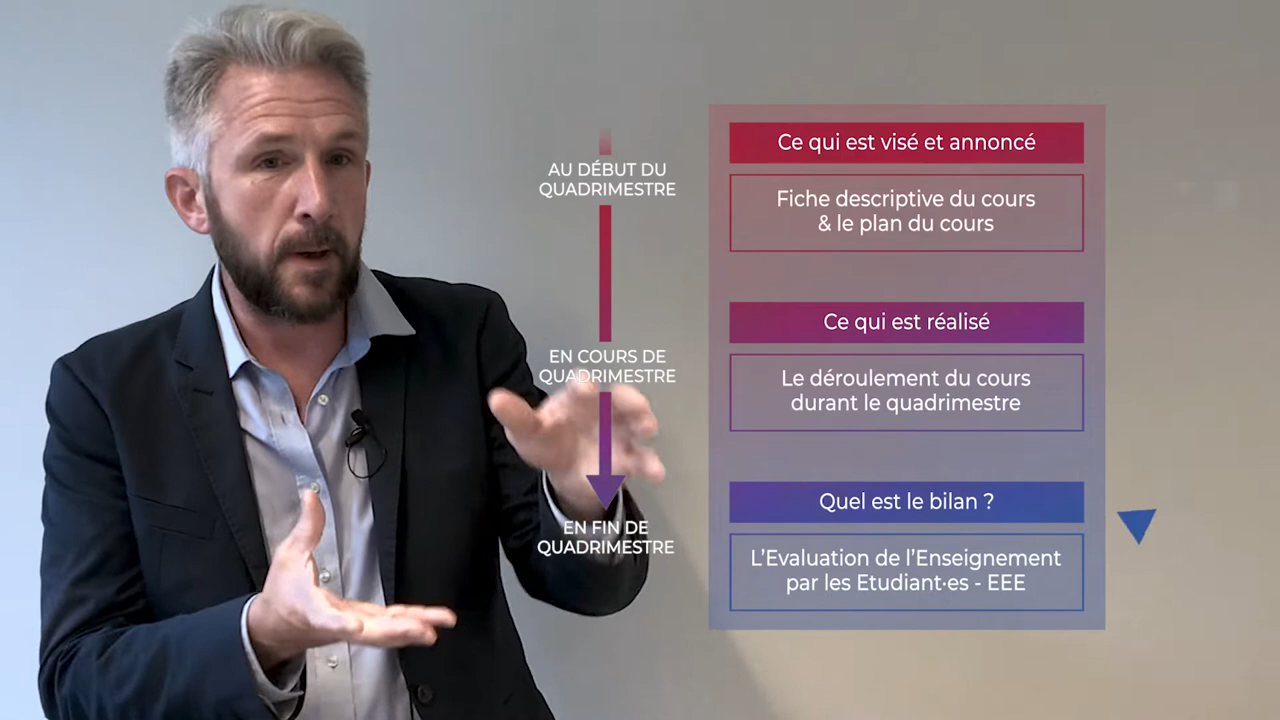 AU DÉBUT DU
QUADRIMESTRE
Ce qui est visé et annoncé
Fiche descriptive du cours
& le plan du cours
EN COURS DE
QUADRIMESTRE
Ce qui est réalisé
Le déroulement du cours
durant le quadrimestre
EN FIN DE
QUADRIMESTRE
Quel est le bilan ?
L'Evaluation de l'Enseignement
par les Etudiant·es - EEE